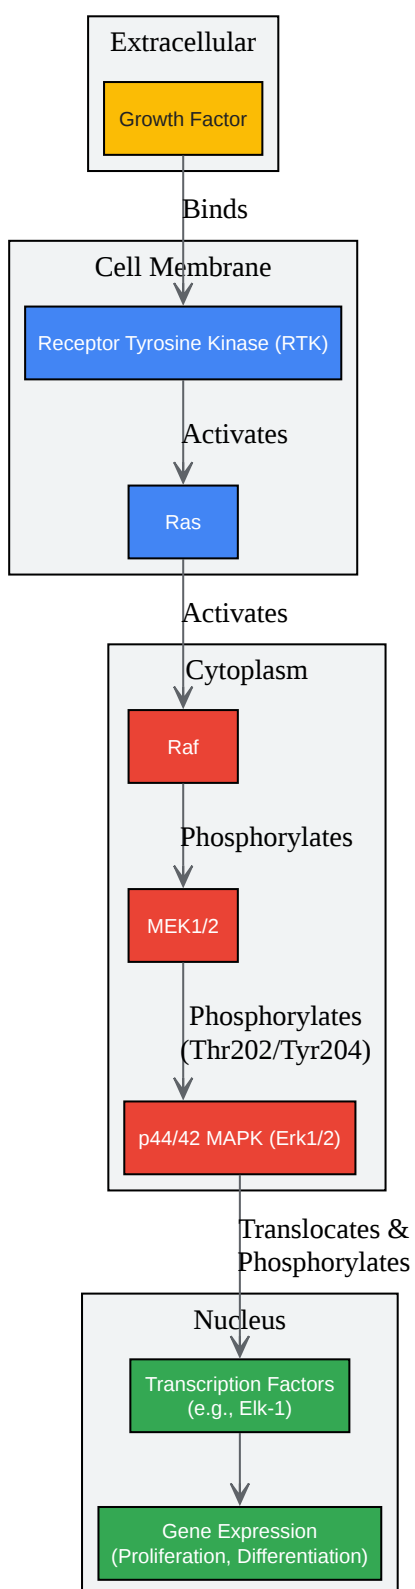 Extracellular
Growth Factor
Binds
Cell Membrane
Receptor Tyrosine Kinase (RTK)
Activates
Ras
Activates
Cytoplasm
Raf
Phosphorylates
MEK1/2
Phosphorylates
(Thr202/Tyr204)
p44/42 MAPK (Erk1/2)
Translocates &
Phosphorylates
Nucleus
Transcription Factors
(e.g., Elk-1)
Gene Expression
(Proliferation, Differentiation)